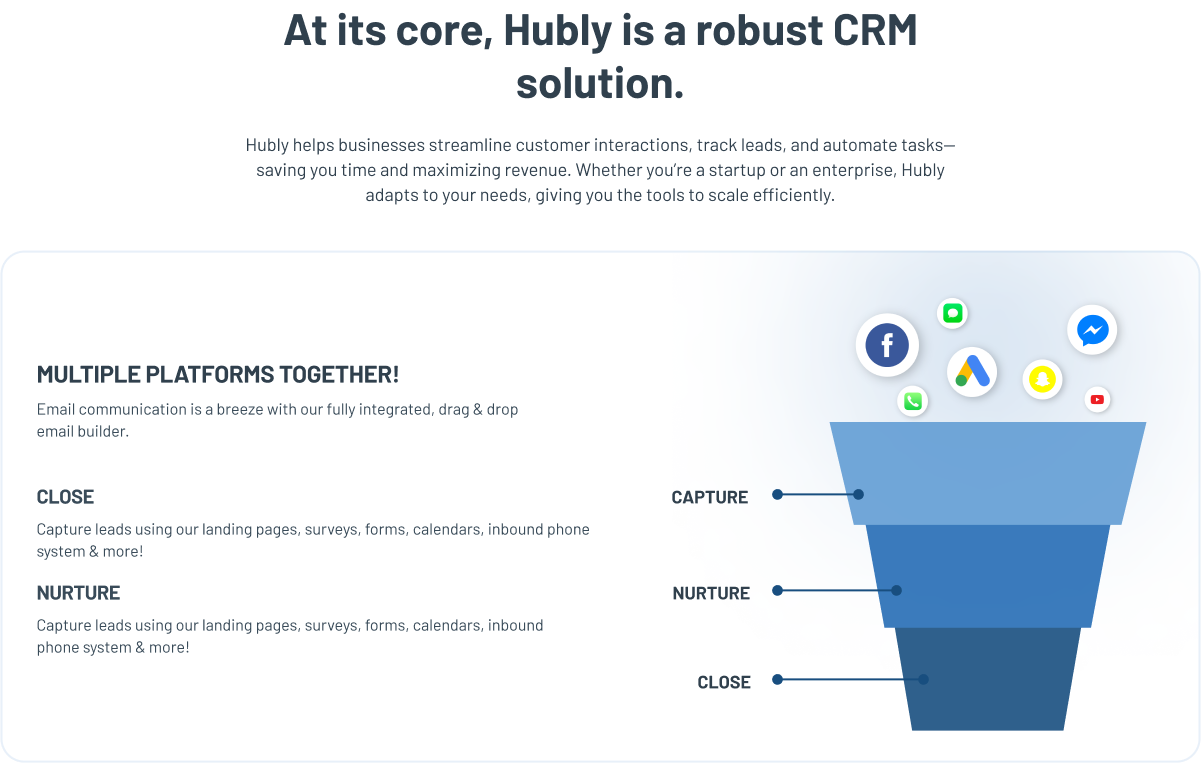 At its core, Hubly is a robust CRM
solution.
Hubly helps businesses streamline customer interactions, track leads, and automate tasks—
saving you time and maximizing revenue. Whether you’re a startup or an enterprise, Hubly
adapts to your needs, giving you the tools to scale efficiently.
MULTIPLE PLATFORMS TOGETHER!
Email communication is a breeze with our fully integrated, drag & drop
email builder.
CLOSE
Capture leads using our landing pages, surveys, forms, calendars, inbound phone
system & more!
NURTURE
Capture leads using our landing pages, surveys, forms, calendars, inbound
phone system & more!
f
CAPTURE
NURTURE
CLOSE